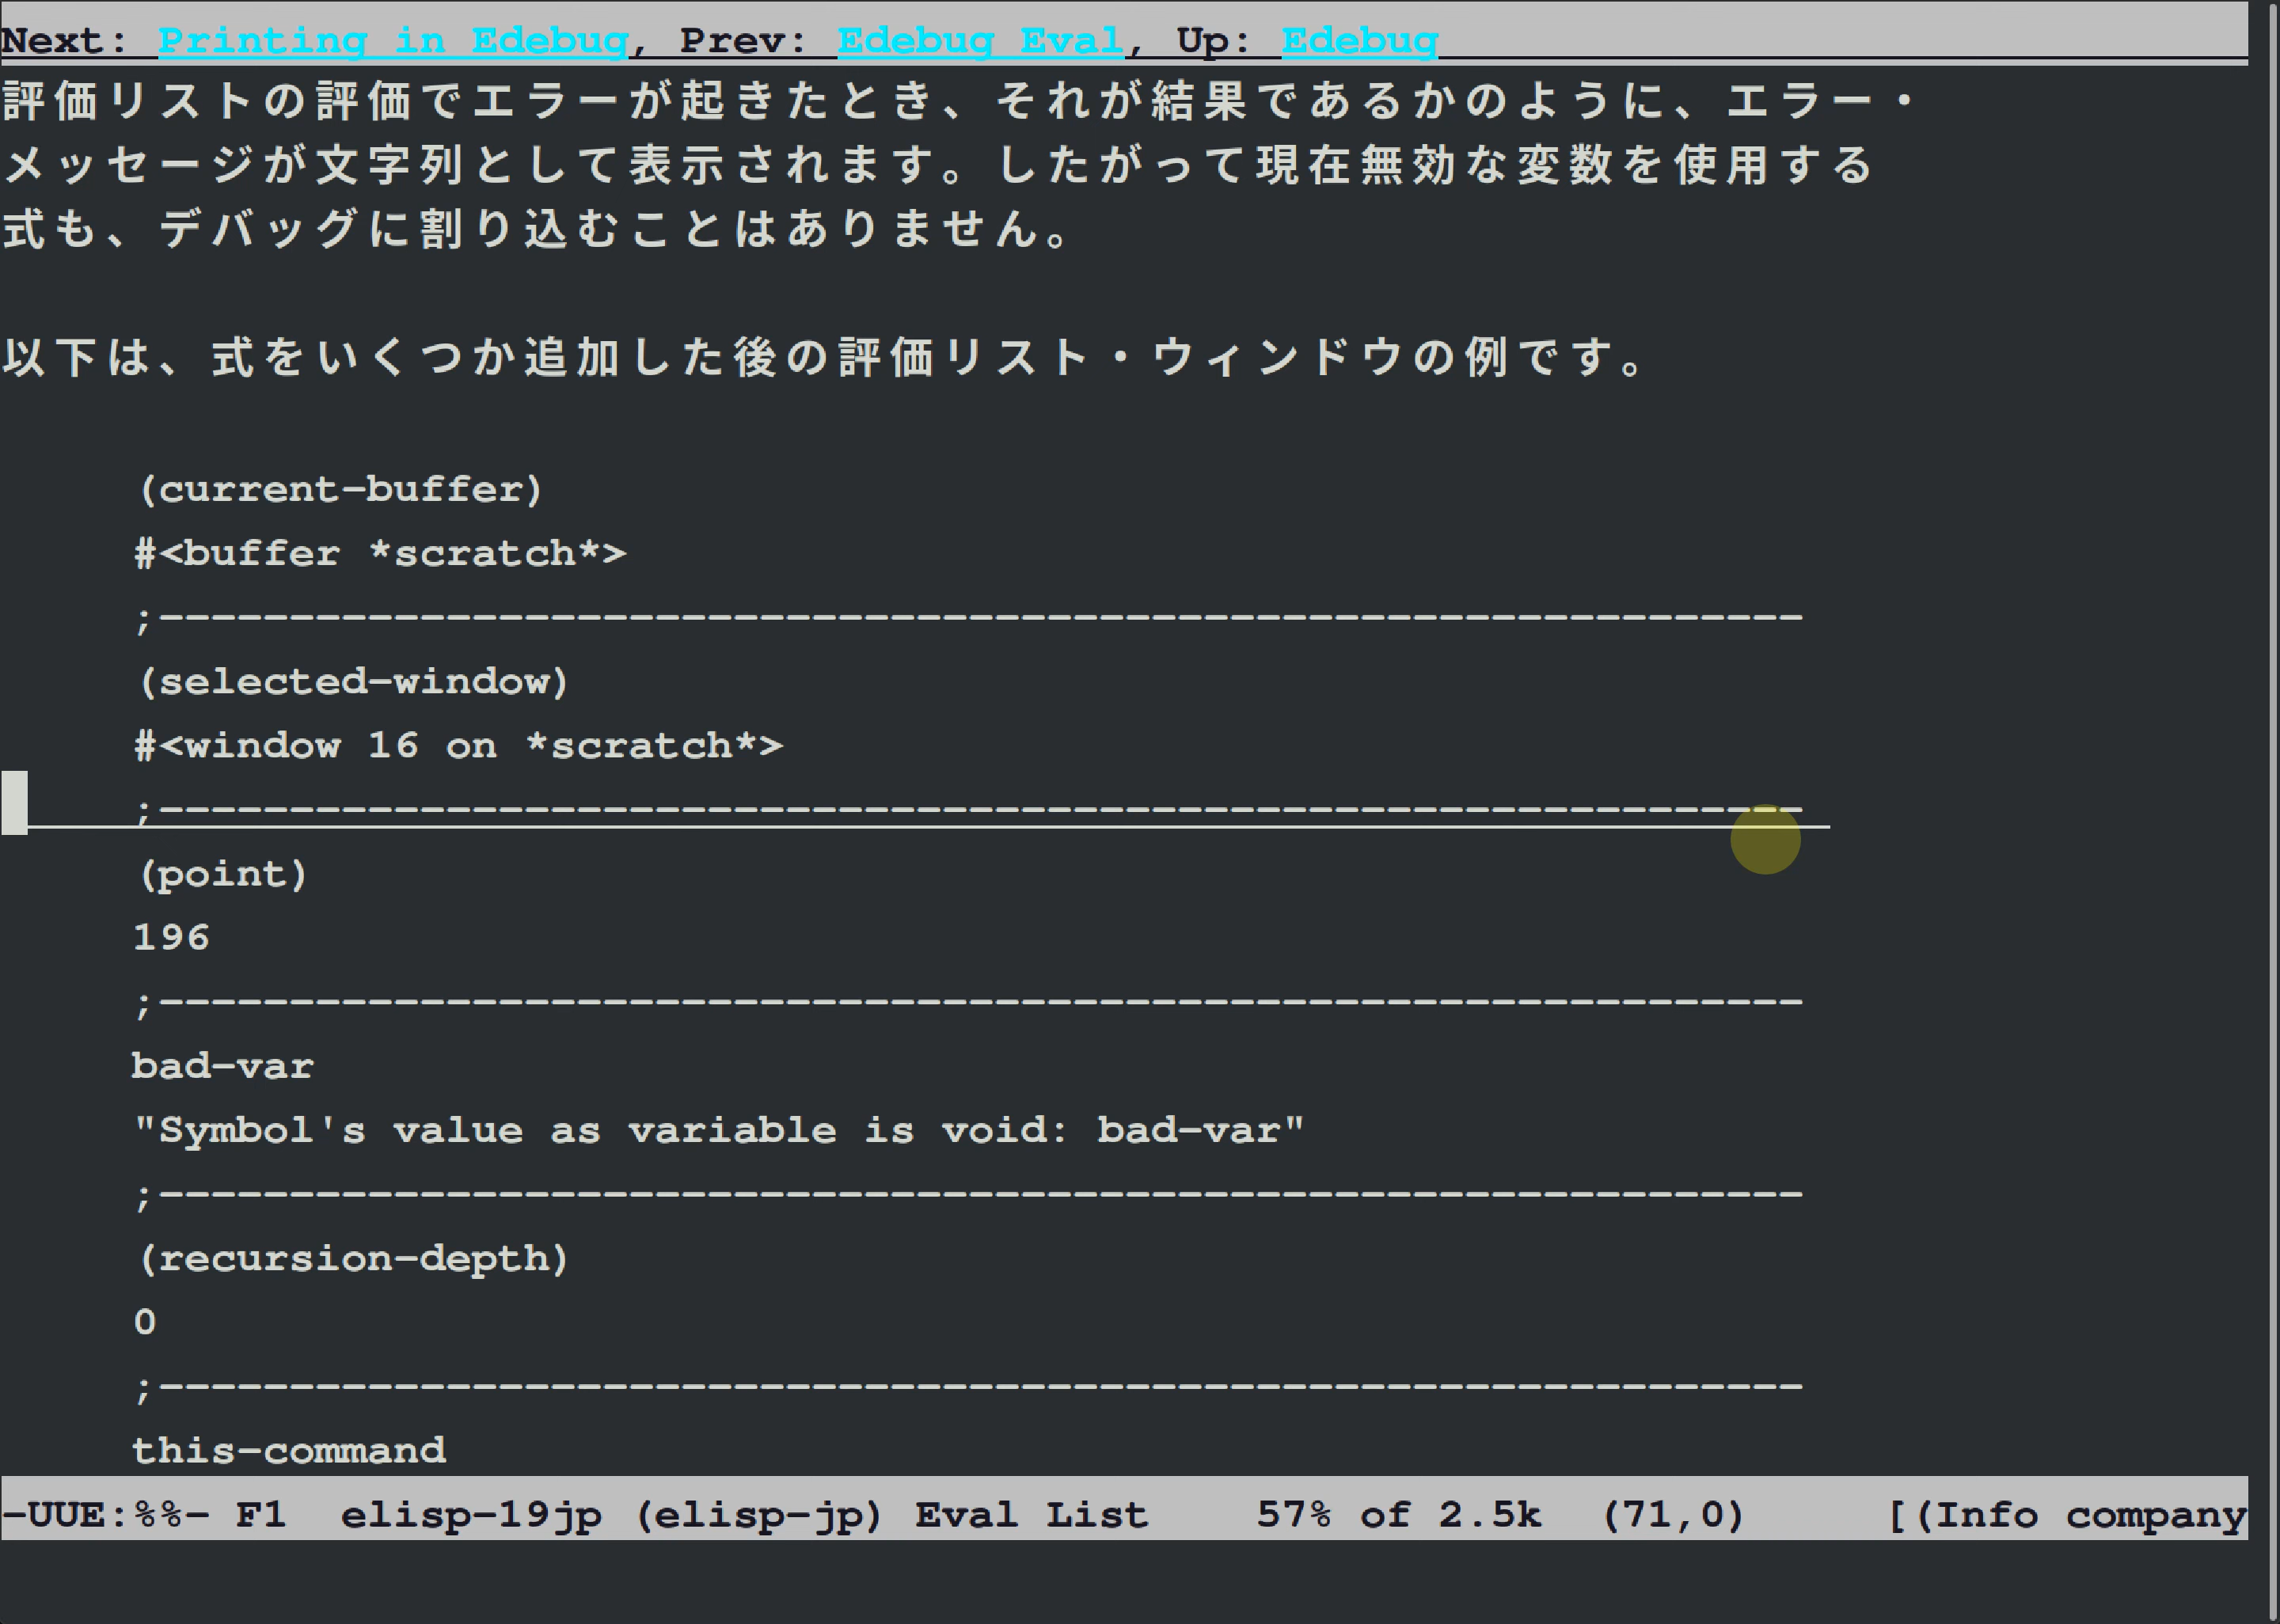 Next: Printing in Edebug, Prev: Edebug Eval, Up: Edebug
評価リストの評価でエラーが起きたとき、それが結果であるかのように、エラー・
メッセージが文字列として表示されます。したがって現在無効な変数を使用する
式も、デバッグに割り込むことはありません。
以下は、式をいくつか追加した後の評価リスト・ウィンドウの例です。
(current-buffer)
#<buffer *scratch*>
;---------------------------------------------------------------
(selected-window)
#<window 16 on *scratch*>
;---------------------------------------------------------------
(point)
196
;---------------------------------------------------------------
bad-var
"Symbol's value as variable is void: bad-var"
;---------------------------------------------------------------
(recursion-depth)
0
;---------------------------------------------------------------
this-command
-UUE:%%- F1  elisp-19jp (elisp-jp) Eval List    57% of 2.5k  (71,0)     [(Info company